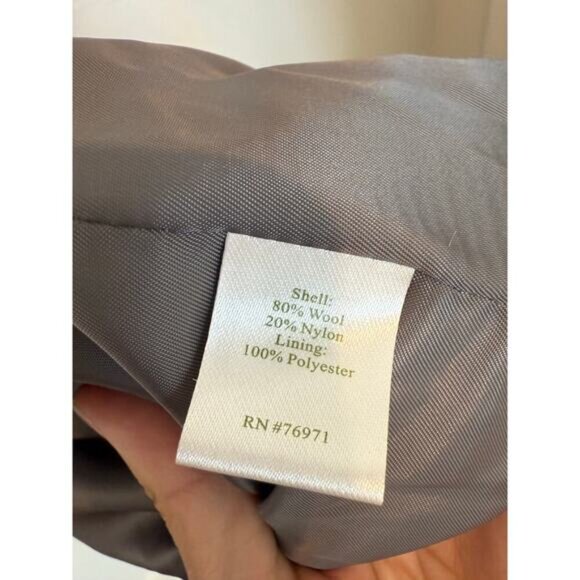 Shell:
80% Wool
20% Nylon
Lining:
100% Polyester
RN #76971